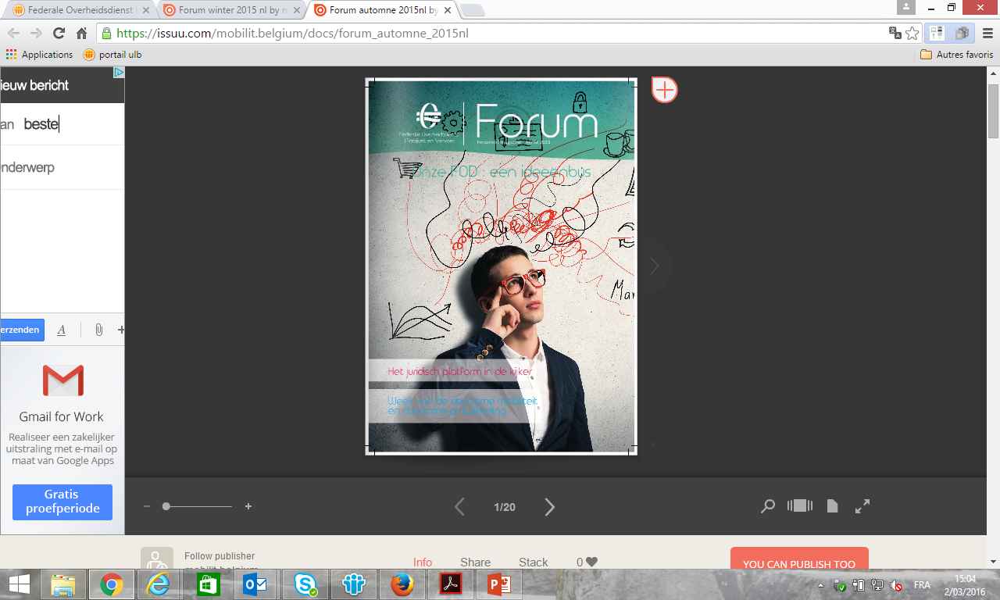 Federale Overheidsdienst
Forum winter 2015 nl by m
Forum automne 2015nl by
https://issuu.com/mobilit.belgium/docs/forum_automne_2015nl
Applications
portail ulb
Autres favoris
ieuw bericht
an beste
nderwerp
erzenden
A
Gmail for Work
Realiseer een zakelijker
uitstraling met e-mail op
maat van Google Apps
Gratis
proefperiode
Federale Overheidsdienst
Mobiliteit en Vervoer
Forum
Personeelsmagazine herfst 2015
Onze FOD : een ideeënbus
Mar
Het juridisch platform in de kijker
Week van de duurzame mobiliteit
en duurzame ontwikkeling
1/20
Follow publisher
mobilit.belgium
Info
Share
Stack
0
YOU CAN PUBLISH TOO
FRA
15:04
2/03/2016